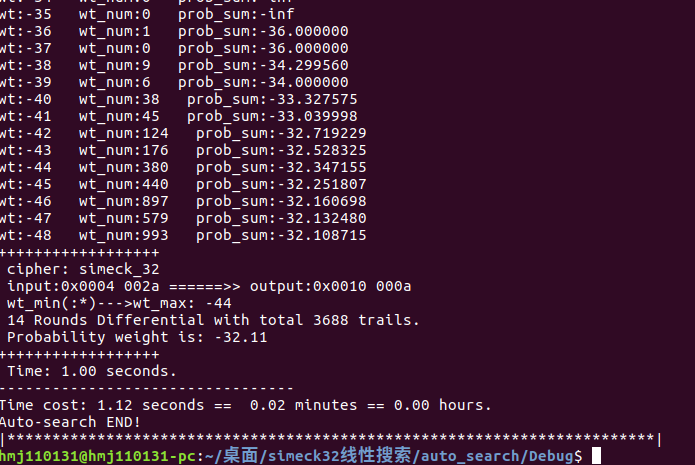 wt:-34   wt_num:0   prob_sum:-inf
wt:-35   wt_num:0   prob_sum:-inf
wt:-36   wt_num:1   prob_sum:-36.000000
wt:-37   wt_num:0   prob_sum:-36.000000
wt:-38   wt_num:9   prob_sum:-34.299560
wt:-39   wt_num:6   prob_sum:-34.000000
wt:-40   wt_num:38   prob_sum:-33.327575
wt:-41   wt_num:45   prob_sum:-33.039998
wt:-42   wt_num:124   prob_sum:-32.719229
wt:-43   wt_num:176   prob_sum:-32.528325
wt:-44   wt_num:380   prob_sum:-32.347155
wt:-45   wt_num:440   prob_sum:-32.251807
wt:-46   wt_num:897   prob_sum:-32.160698
wt:-47   wt_num:579   prob_sum:-32.132480
wt:-48   wt_num:993   prob_sum:-32.108715
++++++++++++++++++
 cipher: simeck_32
 input:0x0004 002a ======>> output:0x0010 000a
 wt_min(:*)--->wt_max: -44
 14 Rounds Differential with total 3688 trails.
 Probability weight is: -32.11
++++++++++++++++++
 Time: 1.00 seconds.
---------------------------------
Time cost: 1.12 seconds ==  0.02 minutes == 0.00 hours.
Auto-search END!
|************************************************************************|
hmj110131@hmj110131-pc:~/桌面/simeck32线性搜索/auto_search/Debug$